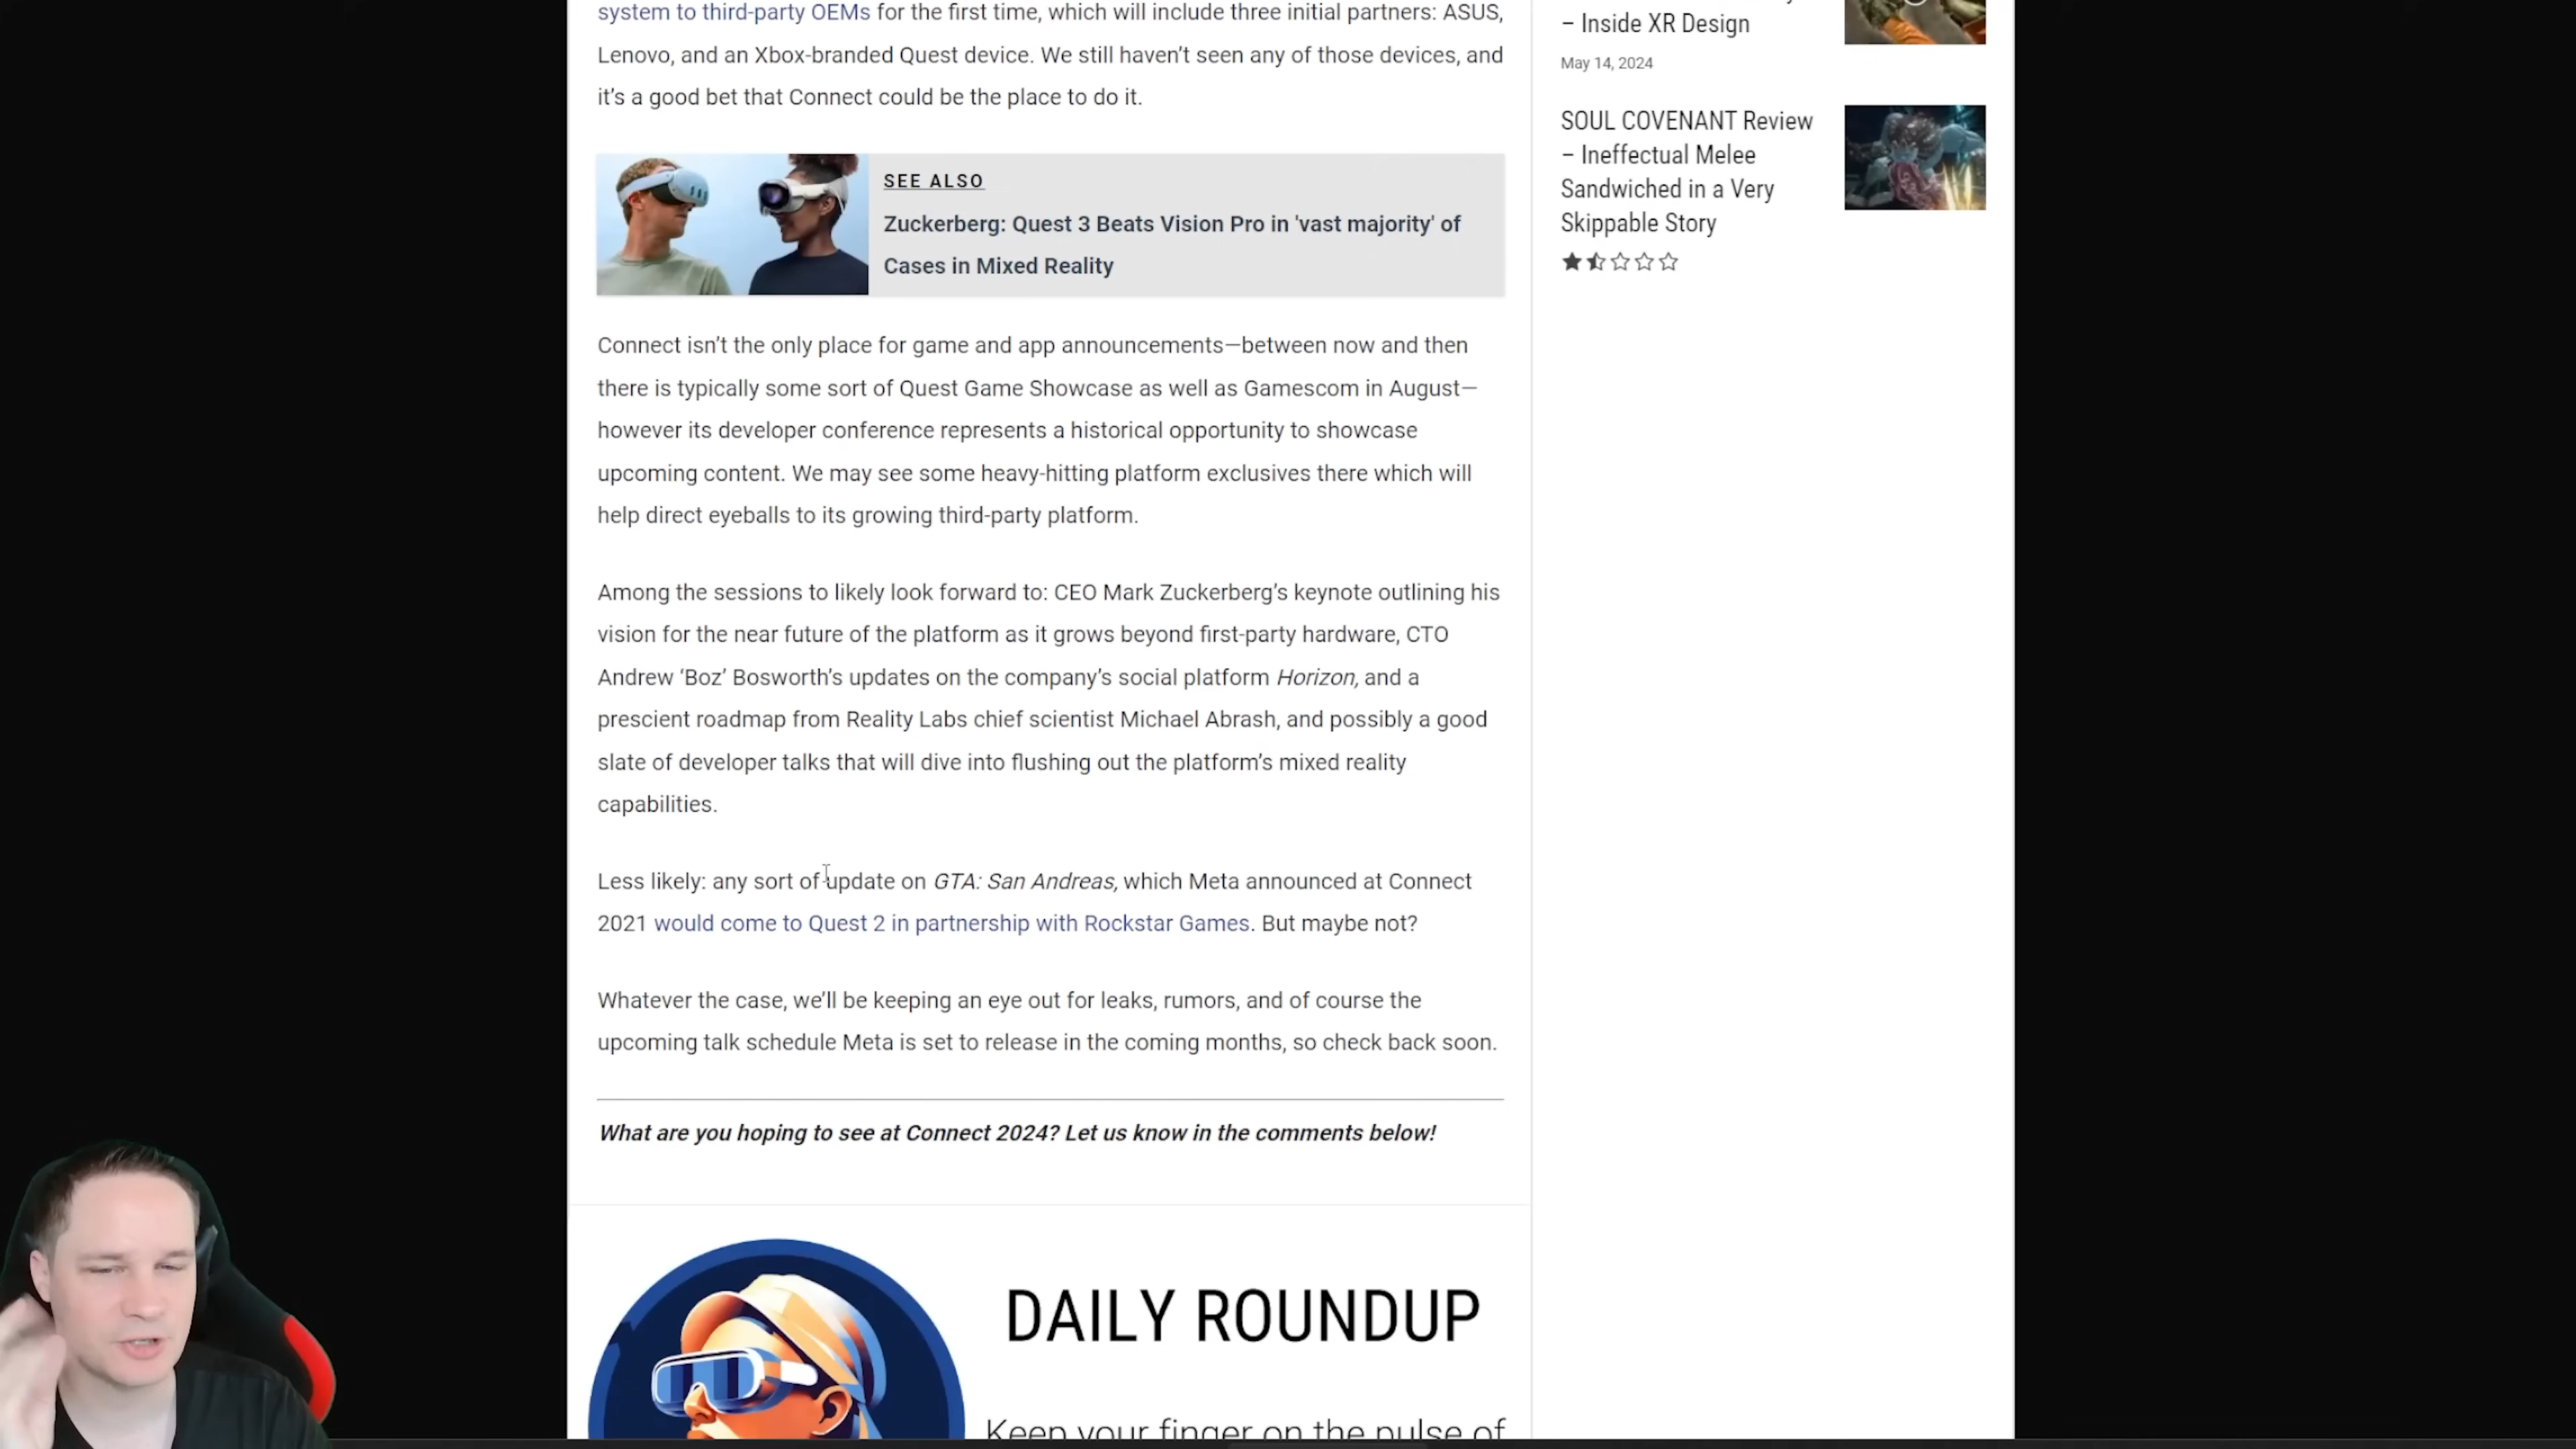 system to third-party OEMs for the first time, which will include three initial partners: ASUS,
Lenovo, and an Xbox-branded Quest device. We still haven’t seen any of those devices, and
it’s a good bet that Connect could be the place to do it.
SEE ALSO
Zuckerberg: Quest 3 Beats Vision Pro in 'vast majority' of
Cases in Mixed Reality
Connect isn’t the only place for game and app announcements—between now and then
there is typically some sort of Quest Game Showcase as well as Gamescom in August—
however its developer conference represents a historical opportunity to showcase
upcoming content. We may see some heavy-hitting platform exclusives there which will
help direct eyeballs to its growing third-party platform.
Among the sessions to likely look forward to: CEO Mark Zuckerberg’s keynote outlining his
vision for the near future of the platform as it grows beyond first-party hardware, CTO
Andrew ‘Boz’ Bosworth’s updates on the company’s social platform Horizon, and a
prescient roadmap from Reality Labs chief scientist Michael Abrash, and possibly a good
slate of developer talks that will dive into flushing out the platform’s mixed reality
capabilities.
Less likely: any sort of update on GTA: San Andreas, which Meta announced at Connect
2021 would come to Quest 2 in partnership with Rockstar Games. But maybe not?
Whatever the case, we’ll be keeping an eye out for leaks, rumors, and of course the
upcoming talk schedule Meta is set to release in the coming months, so check back soon.
What are you hoping to see at Connect 2024? Let us know in the comments below!
DAILY ROUNDUP
Keep your finger on the pulse of
– Inside XR Design
May 14, 2024
SOUL COVENANT Review
– Ineffectual Melee
Sandwiched in a Very
Skippable Story